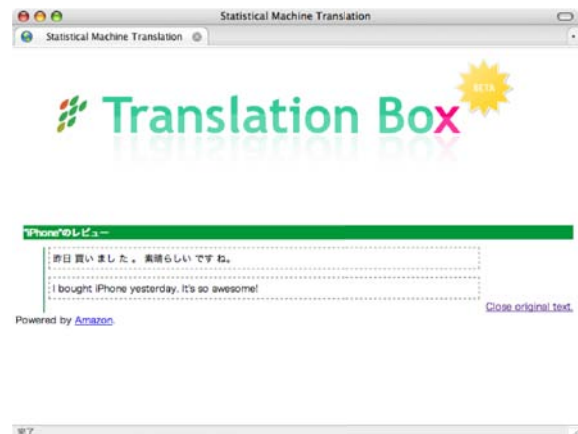 Statistical Machine Translation
Statistical Machine Translation
Translation Box
BETA
"iPhone"のレビュー
昨日 買い まし た 。 素晴らしい です ね。
I bought iPhone yesterday. It's so awesome!
Close original text.
Powered by Amazon.
完了